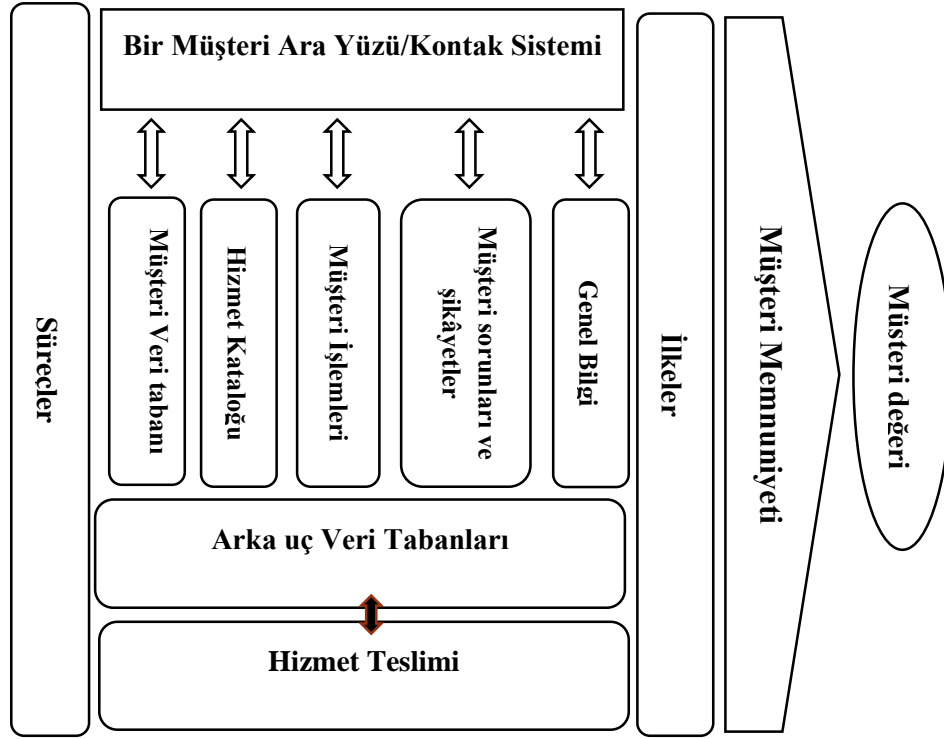 Süreçler
Bir Müşteri Ara Yüzü/Kontak Sistemi
Müşteri Veri tabanı
Hizmet Kataloğu
Müşteri İşlemleri
Müşteri sorunları ve
şikâyetler
Genel Bilgi
Arka uç Veri Tabanları
Hizmet Teslimi
İlkeler
Müşteri Memnuniyeti
Müsteri değeri